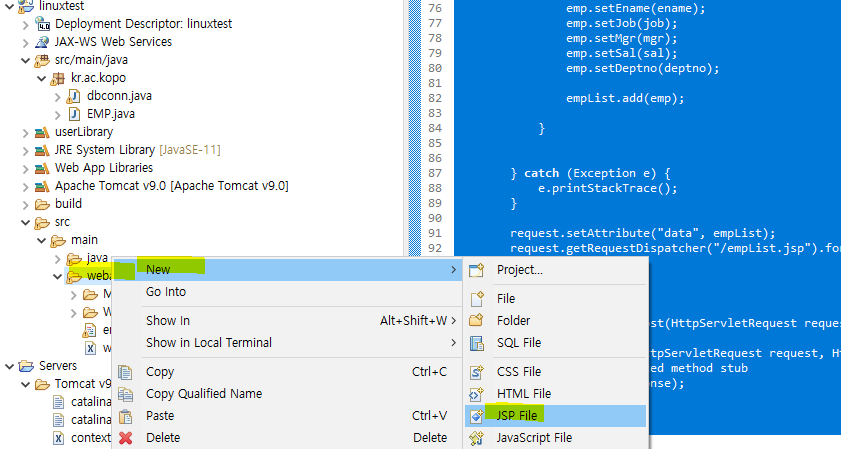 linuxtest
Deployment Descriptor: linuxtest
JAX-WS Web Services
src/main/java
kr.ac.kopo
dbconn.java
EMP.java
userLibrary
JRE System Library [JavaSE-11]
Web App Libraries
Apache Tomcat v9.0 [Apache Tomcat v9.0]
build
src
main
java
weba
M
W
en
w
Servers
Tomcat v9
catalina
catalina
context
76 emp.setEname(ename);
77 emp.setJob(job);
78 emp.setMgr(mgr);
79 emp.setSal(sal);
80 emp.setDeptno(deptno);
81
82 empList.add(emp);
83
84 }
85
86
87 } catch (Exception e) {
88 e.printStackTrace();
89 }
90
91 request.setAttribute("data", empList);
92 request.getRequestDispatcher("/empList.jsp").for
est(HttpServletRequest reque
tpServletRequest request, H
ed method stub
onse);
New
Go Into
Show In Alt+Shift+W
Show in Local Terminal
Copy Ctrl+C
Copy Qualified Name
Paste Ctrl+V
Delete Delete
Project...
File
Folder
SQL File
CSS File
HTML File
JSP File
JavaScript File